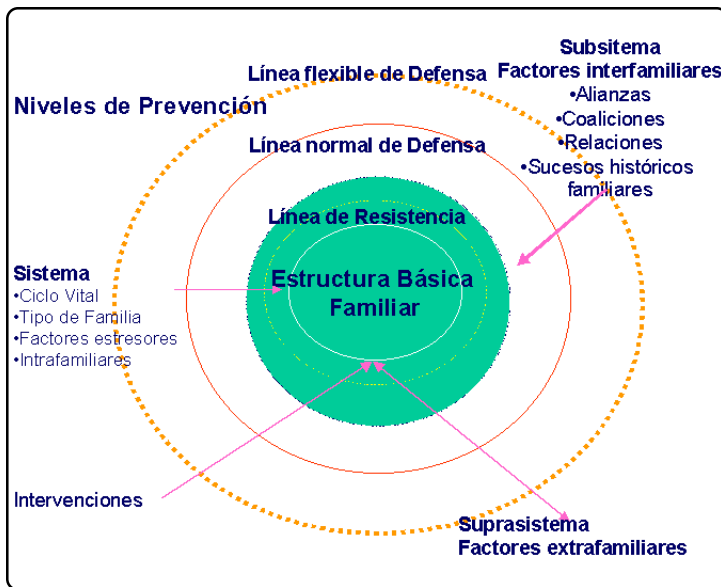 Subsitema
Factores interfamiliares
•Alianzas
•Coaliciones
•Relaciones
•Sucesos históricos
familiares
Línea flexible de Defensa
Niveles de Prevención
Línea normal de Defensa
Línea de Resistencia
Estructura Básica
Familiar
Sistema
•Ciclo Vital
•Tipo de Familia
•Factores estresores
•Intrafamiliares
Intervenciones
Suprasistema
Factores extrafamiliares